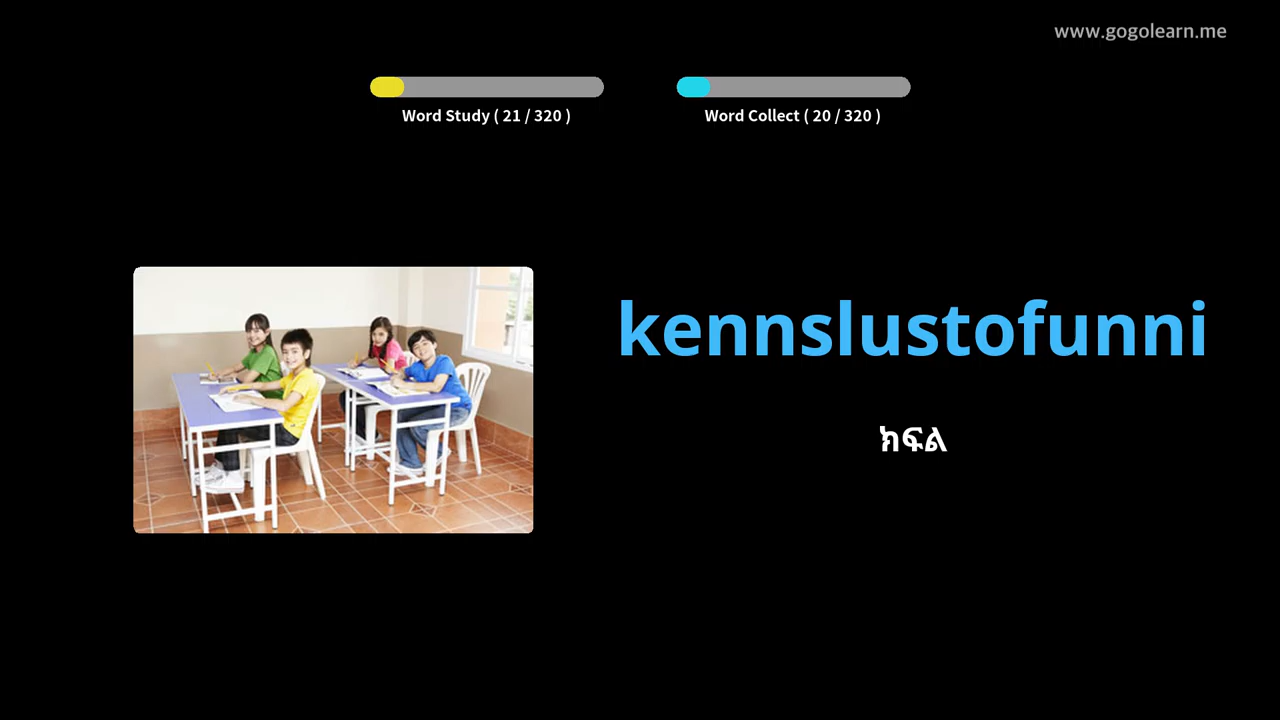 www.gogolearn.me
Word Study ( 21 / 320 )
Word Collect ( 20 / 320 )
kennslustofunni
ክፍል